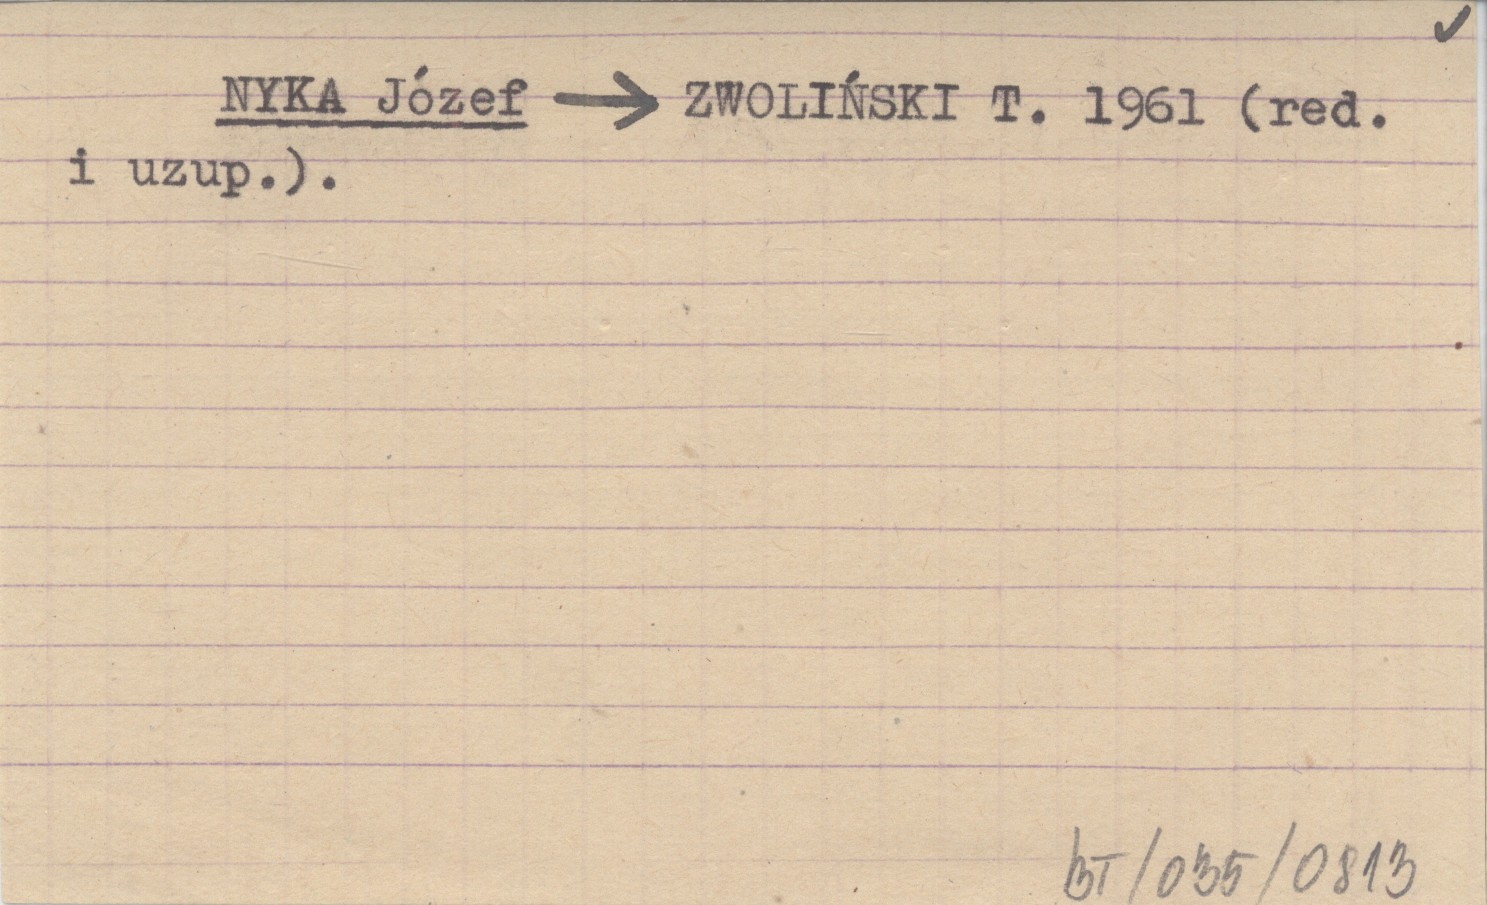 NYKA Józef → ZWOLIŃSKI T. 1961 (red.
i uzup.).
BT/035/0813